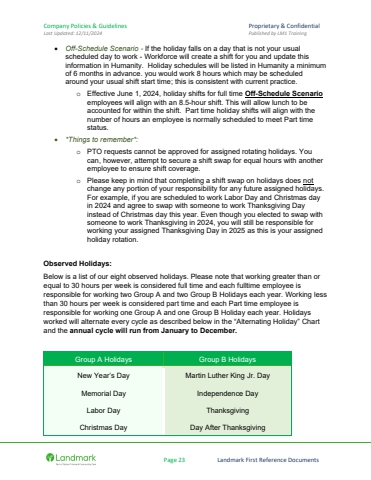 Company Policies & Guidelines
Proprietary & Confidential
Last Updated: 12/11/2024
Published by LMS Training
• Off-Schedule Scenario - If the holiday falls on a day that is not your usual
scheduled day to work - Workforce will create a shift for you and update this
information in Humanity. Holiday schedules will be listed in Humanity a minimum
of 6 months in advance. you would work 8 hours which may be scheduled
around your usual shift start time; this is consistent with current practice.
o Effective June 1, 2024, holiday shifts for full time Off-Schedule Scenario
employees will align with an 8.5-hour shift. This will allow lunch to be
accounted for within the shift. Part time holiday shifts will align with the
number of hours an employee is normally scheduled to meet Part time
status.
• "Things to remember":
o PTO requests cannot be approved for assigned rotating holidays. You
can, however, attempt to secure a shift swap for equal hours with another
employee to ensure shift coverage.
o Please keep in mind that completing a shift swap on holidays does not
change any portion of your responsibility for any future assigned holidays.
For example, if you are scheduled to work Labor Day and Christmas day
in 2024 and agree to swap with someone to work Thanksgiving Day
instead of Christmas day this year. Even though you elected to swap with
someone to work Thanksgiving in 2024, you will still be responsible for
working your assigned Thanksgiving Day in 2025 as this is your assigned
holiday rotation.
Observed Holidays:
Below is a list of our eight observed holidays. Please note that working greater than or
equal to 30 hours per week is considered full time and each fulltime employee is
responsible for working two Group A and two Group B Holidays each year. Working less
than 30 hours per week is considered part time and each Part time employee is
responsible for working one Group A and one Group B Holiday each year. Holidays
worked will alternate every cycle as described below in the "Alternating Holiday" Chart
and the annual cycle will run from January to December.
Group A Holidays
Group B Holidays
New Year's Day
Martin Luther King Jr. Day
Memorial Day
Independence Day
Labor Day
Thanksgiving
Christmas Day
Day After Thanksgiving
Landmark
Page 23
Landmark First Reference Documents